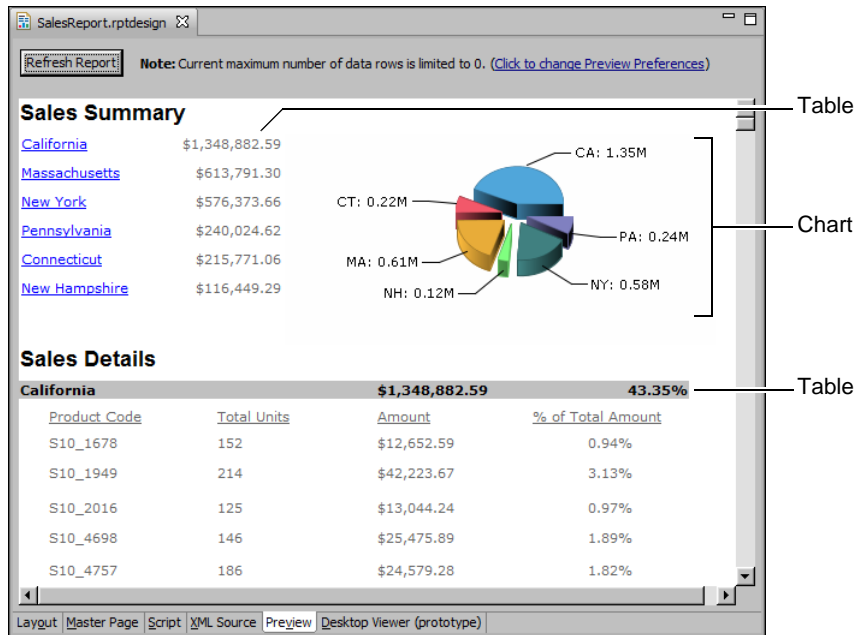 SalesReport.rptdesign
Refresh Report Note: Current maximum number of data rows is limited to 0. (Click to change Preview Preferences)
Sales Summary
Table
California $1,348,882.59
Massachusetts $613,791.30
New York $576,373.66
Pennsylvania $240,024.62
Connecticut $215,771.06
New Hampshire $116,449.29
CA: 1.35M
CT: 0.22M
PA: 0.24M
MA: 0.61M
NY: 0.58M
NH: 0.12M
Chart
Sales Details
California $1,348,882.59 43.35%
Table
Product Code Total Units Amount % of Total Amount
S10_1678 152 $12,652.59 0.94%
S10_1949 214 $42,223.67 3.13%
S10_2016 125 $13,044.24 0.97%
S10_4698 146 $25,475.89 1.89%
S10_4757 186 $24,579.28 1.82%
Layout Master Page Script XML Source Preview Desktop Viewer (prototype)